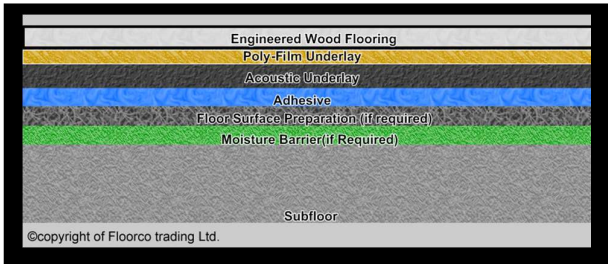 Engineered Wood Flooring
Poly-Film Underlay
Acoustic Underlay
Adhesive
Floor Surface Preparation (if required)
Moisture Barrier(if Required)
Subfloor
©copyright of Floorco trading Ltd.